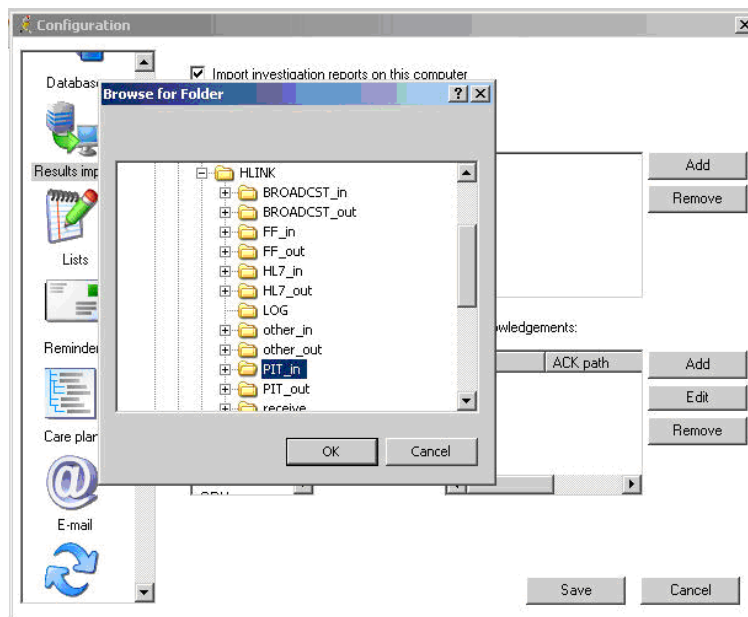 Configuration
Database
Import investigation reports on this computer
Browse for Folder
Results imp
HLINK
Add
BROADCST_in
Remove
BROADCST_out
FF_in
Lists
FF_out
HL7_in
HL7_out
LOG
other_in
wledgements:
Reminder
other_out
PIT_in
ACK path
Add
PIT_out
Edit
receive
Care plan
Remove
OK
Cancel
E-mail
Save
Cancel